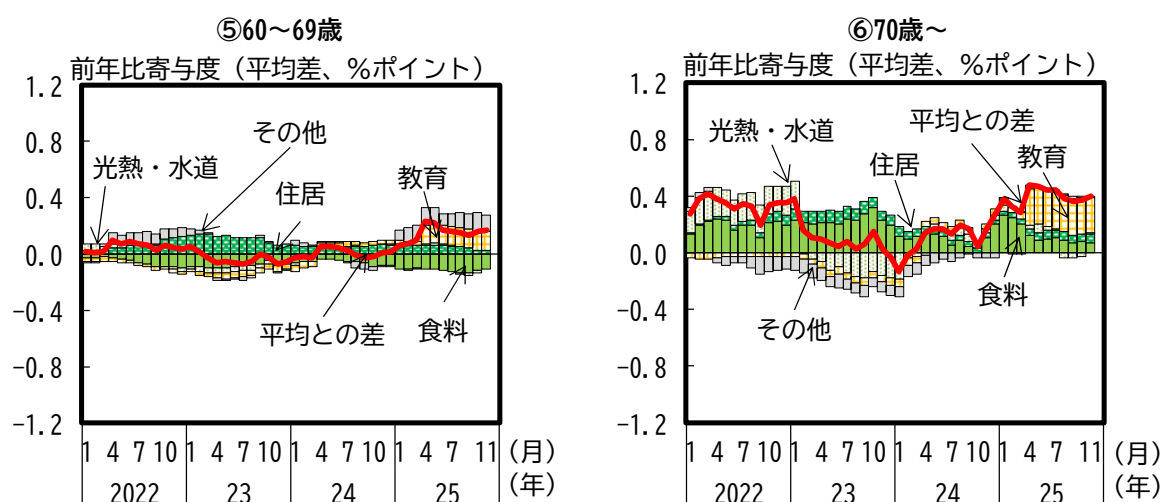 ⑤60～69歳
前年比寄与度（平均差、%ポイント）
1.2
0.8
0.4
0.0
-0.4
-0.8
-1.2
その他
光熱・水道
住居
教育
平均との差
食料
1 4 7 10 1 4 7 10 1 4 7 10 1 4 7 11 (月)
2022 23 24 25 (年)
⑥70歳～
前年比寄与度（平均差、%ポイント）
1.2
0.8
0.4
0.0
-0.4
-0.8
-1.2
平均との差
光熱・水道
住居
教育
その他
食料
1 4 7 10 1 4 7 10 1 4 7 10 1 4 7 11 (月)
2022 23 24 25 (年)